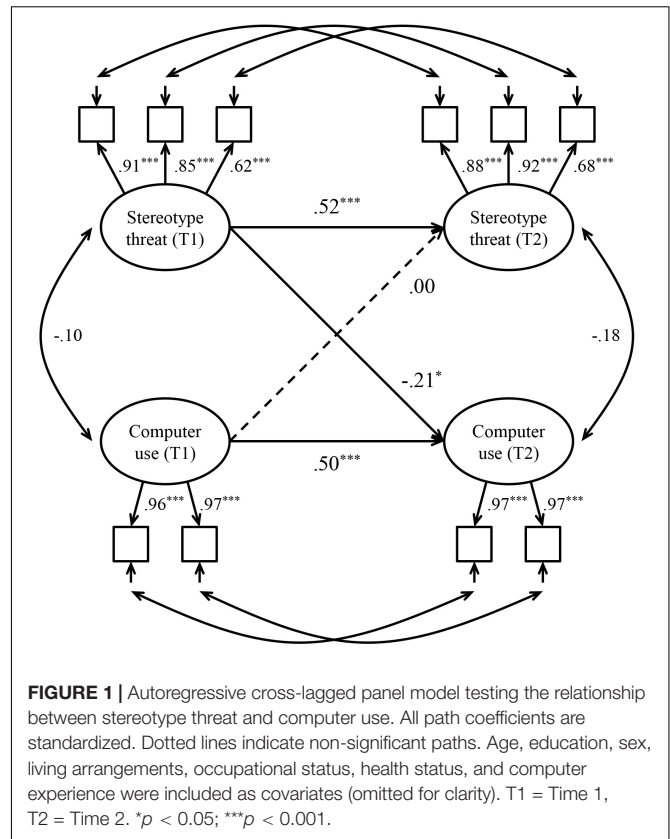 .91*** .85*** .62*** .88*** .92*** .68***
Stereotype
threat (T1)
.52***
Stereotype
threat (T2)
.00
-.10
-.18
-.21*
Computer
use (T1)
.50***
Computer
use (T2)
.96*** .97*** .97*** .97***
FIGURE 1 | Autoregressive cross-lagged panel model testing the relationship
between stereotype threat and computer use. All path coefficients are
standardized. Dotted lines indicate non-significant paths. Age, education, sex,
living arrangements, occupational status, health status, and computer
experience were included as covariates (omitted for clarity). T1 = Time 1,
T2 = Time 2. *p < 0.05; ***p < 0.001.